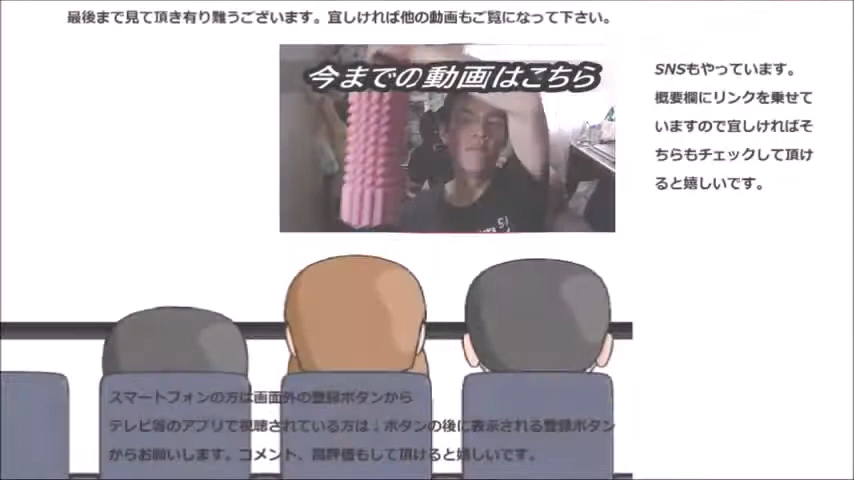 最後まで見て頂き有り難うございます。宜しければ他の動画もご覧になって下さい。
今までの動画はこちら
SNSもやっています。
概要欄にリンクを乗せて
いますので宜しければそ
ちらもチェックして頂け
ると嬉しいです。
スマートフォンの方は画面外の登録ボタンから
テレビ等のアプリで視聴されている方は↓ボタンの後に表示される登録ボタン
からお願いします。コメント、高評価もして頂けると嬉しいです。